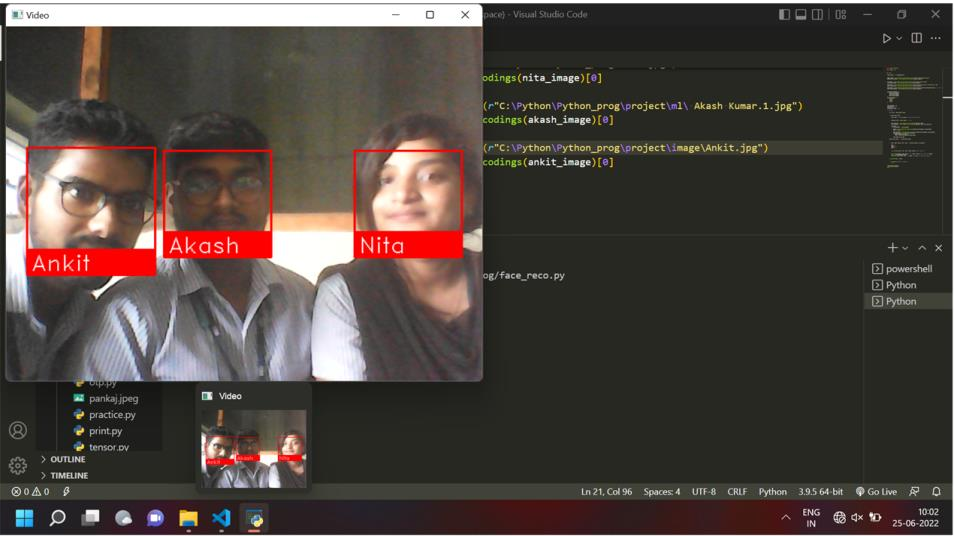 Video
pace) - Visual Studio Code
odings(nita_image)[0]
(r"C:\Python\Python_prog\project\ml\ Akash Kumar.1.jpg")
codings(akash_image)[0]
(r"C:\Python\Python_prog\project\image\Ankit.jpg")
codings(ankit_image)[0]
Ankit
Akash
Nita
og/face_reco.py
powershell
Python
Python
otp.py
pankaj.jpeg
practice.py
print.py
tensor.py
OUTLINE
TIMELINE
Video
Ankit
Akash
Nita
0 0
Ln 21, Col 96 Spaces: 4 UTF-8 CRLF Python 3.9.5 64-bit Go Live
ENG
IN
10:02
25-06-2022